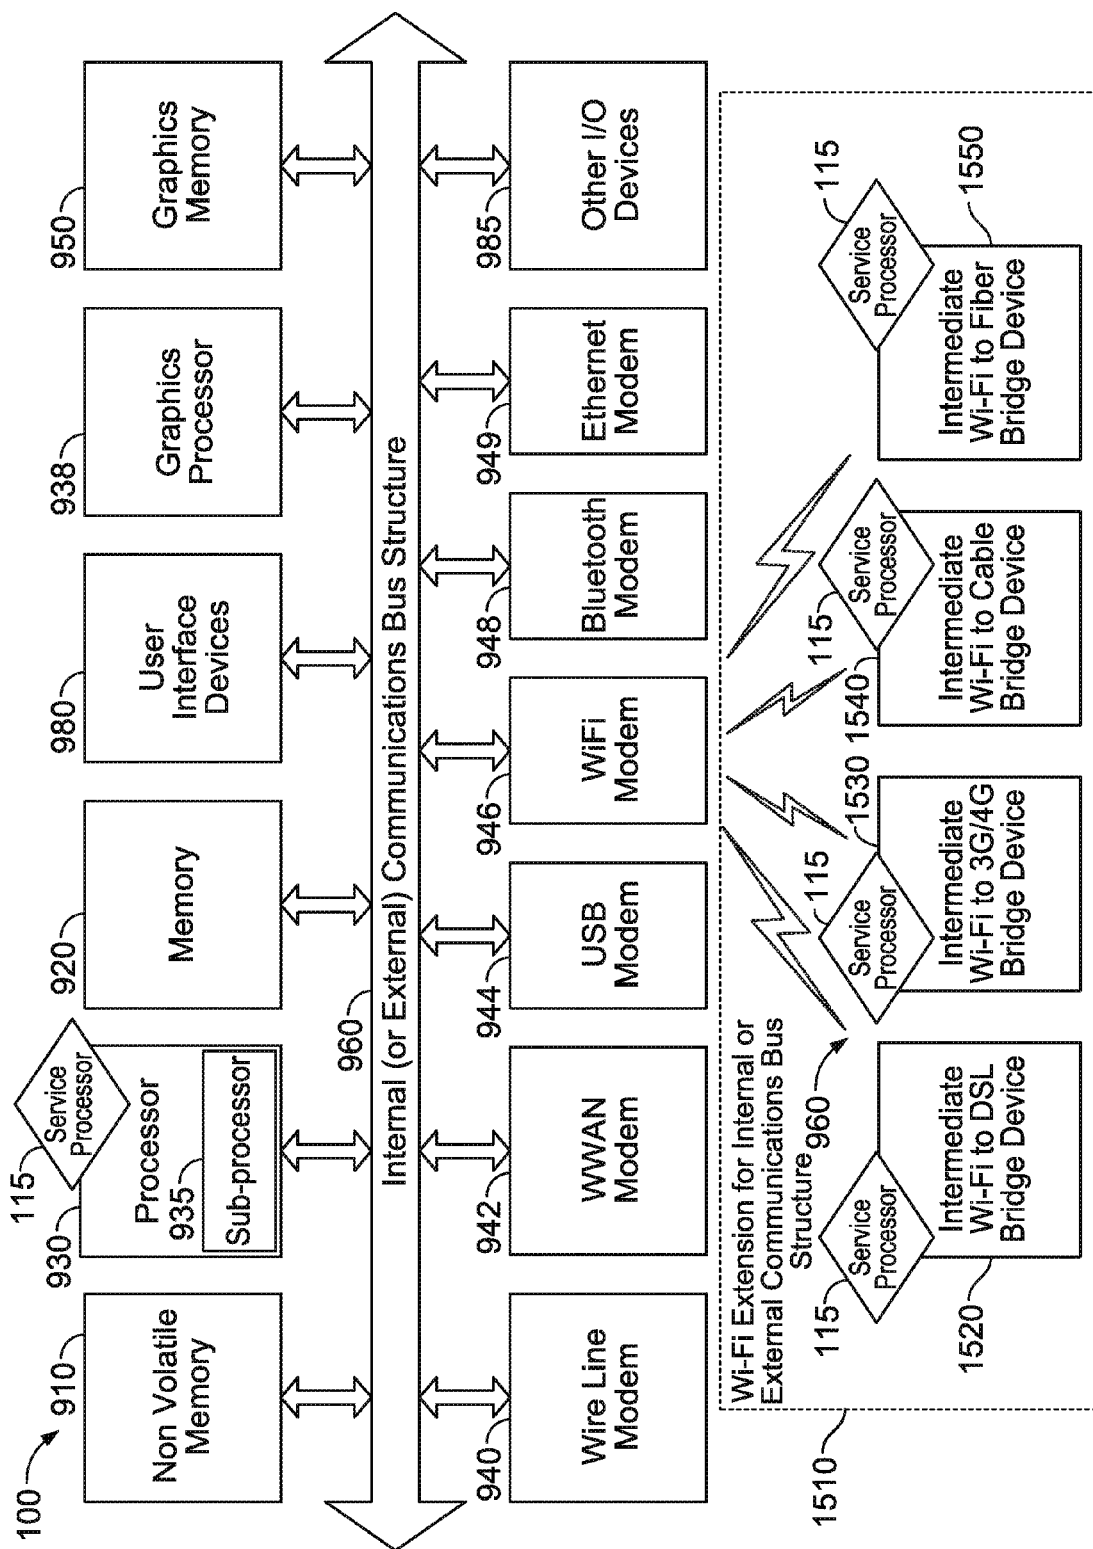 100
910
Non Volatile
Memory
930
115
Service
Processor
Processor
935
Sub-processor
920
Memory
980
User
Interface
Devices
938
Graphics
Processor
950
Graphics
Memory
960
Internal (or External) Communications Bus Structure
940
Wire Line
Modem
942
WWAN
Modem
944
USB
Modem
946
WiFi
Modem
948
Bluetooth
Modem
949
Ethernet
Modem
985
Other I/O
Devices
1510
Wi-Fi Extension for Internal or
External Communications Bus
Structure
960
115
Service
Processor
1520
Intermediate
Wi-Fi to DSL
Bridge Device
115
Service
Processor
1530
Intermediate
Wi-Fi to 3G/4G
Bridge Device
115
Service
Processor
1540
Intermediate
Wi-Fi to Cable
Bridge Device
115
Service
Processor
1550
Intermediate
Wi-Fi to Fiber
Bridge Device